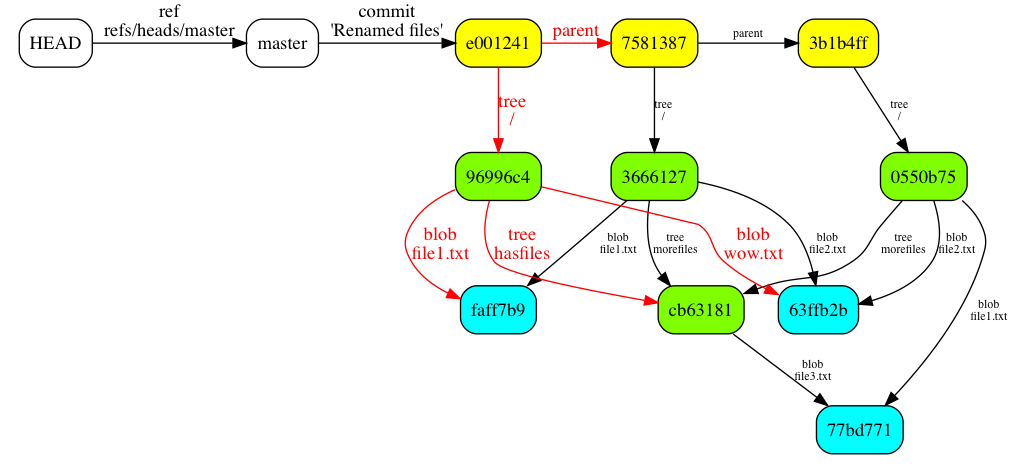 ref
refs/heads/master
commit
'Renamed files'
HEAD
master
e001241
parent
7581387
parent
3b1b4ff
tree
/
tree
/
tree
/
96996c4
3666127
0550b75
blob
file1.txt
tree
hasfiles
blob
file1.txt
tree
morefiles
blob
wow.txt
blob
file2.txt
tree
morefiles
blob
file2.txt
blob
file1.txt
faff7b9
cb63181
63ffb2b
blob
file3.txt
77bd771